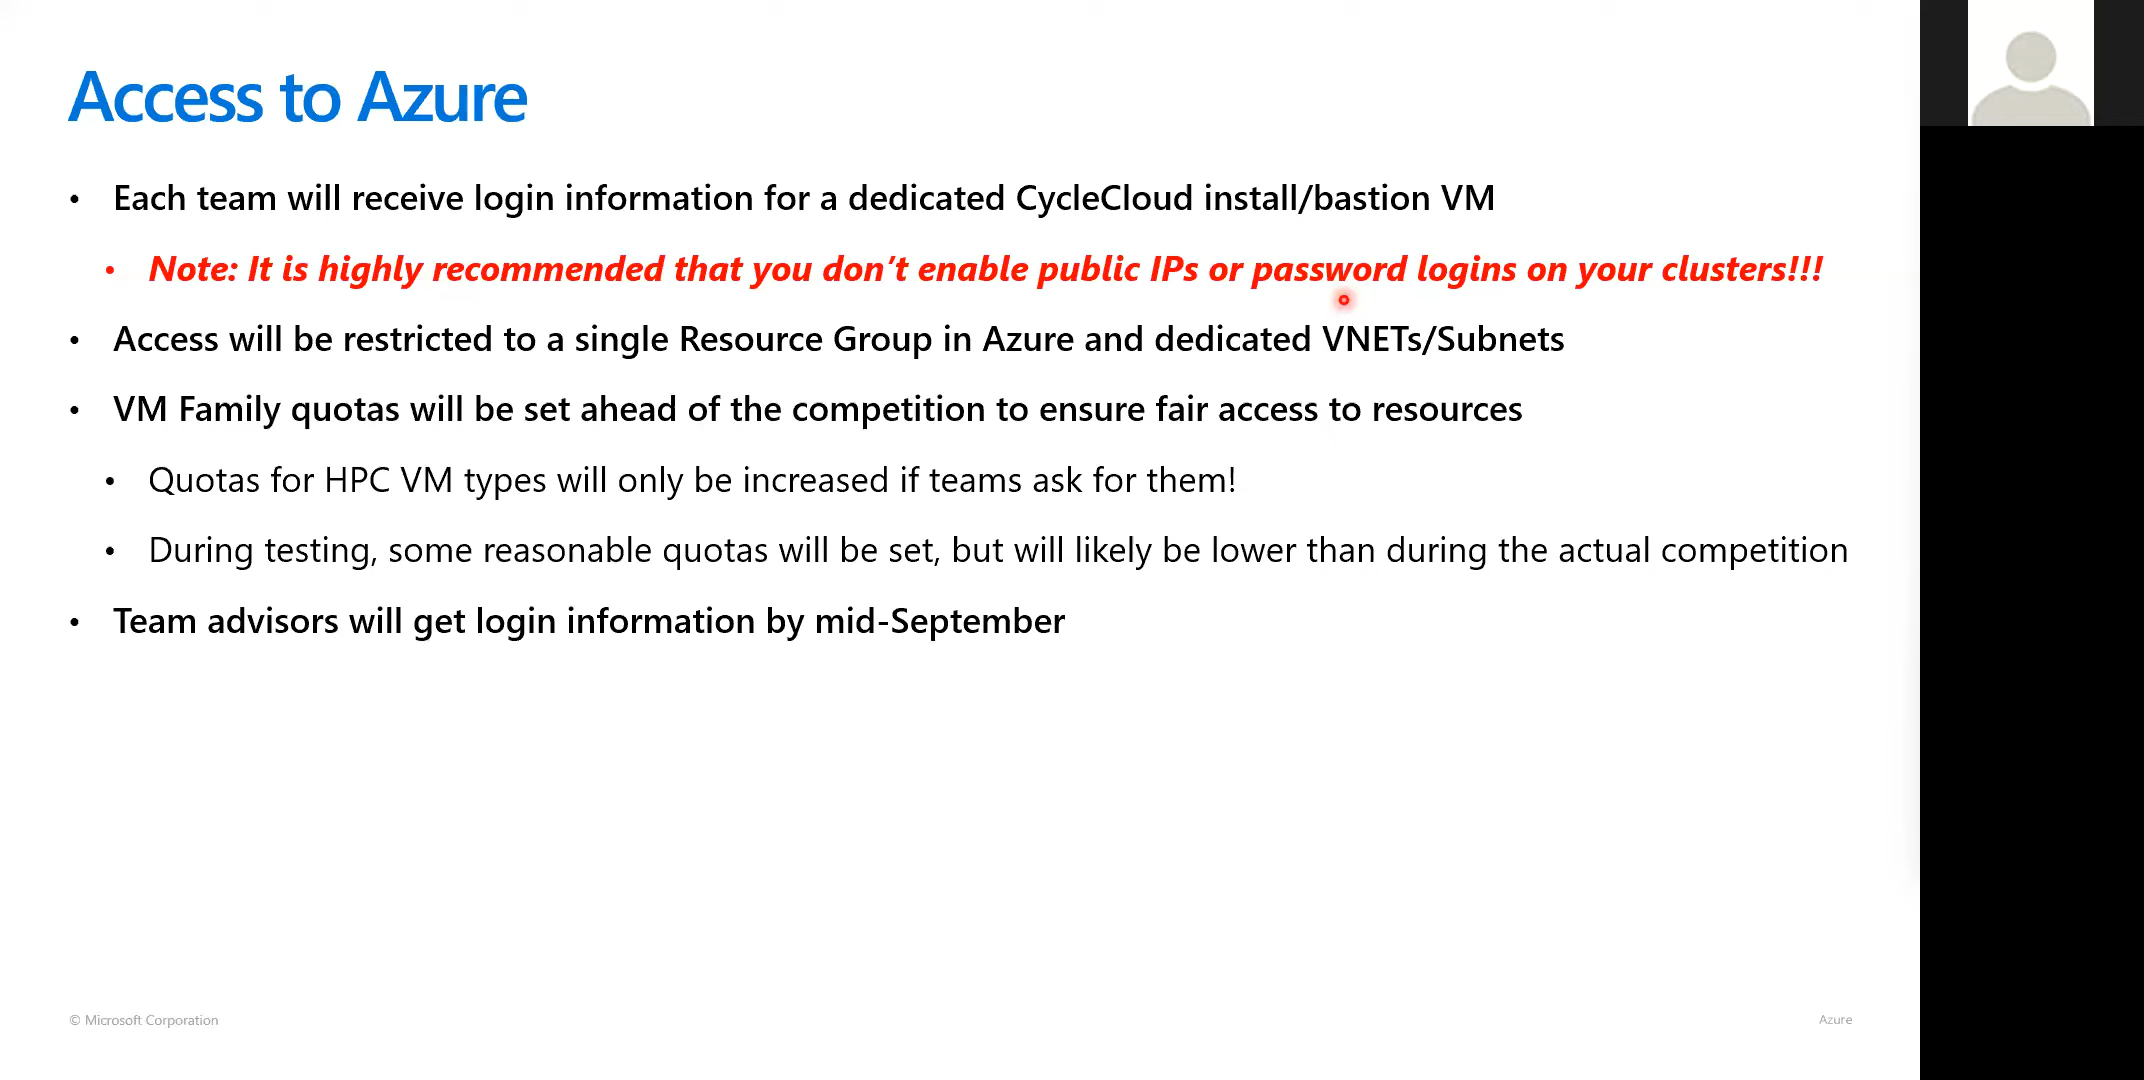 Access to Azure
• Each team will receive login information for a dedicated CycleCloud install/bastion VM
• Note: It is highly recommended that you don’t enable public IPs or password logins on your clusters!!!
• Access will be restricted to a single Resource Group in Azure and dedicated VNETs/Subnets
• VM Family quotas will be set ahead of the competition to ensure fair access to resources
• Quotas for HPC VM types will only be increased if teams ask for them!
• During testing, some reasonable quotas will be set, but will likely be lower than during the actual competition
• Team advisors will get login information by mid-September
© Microsoft Corporation
Azure